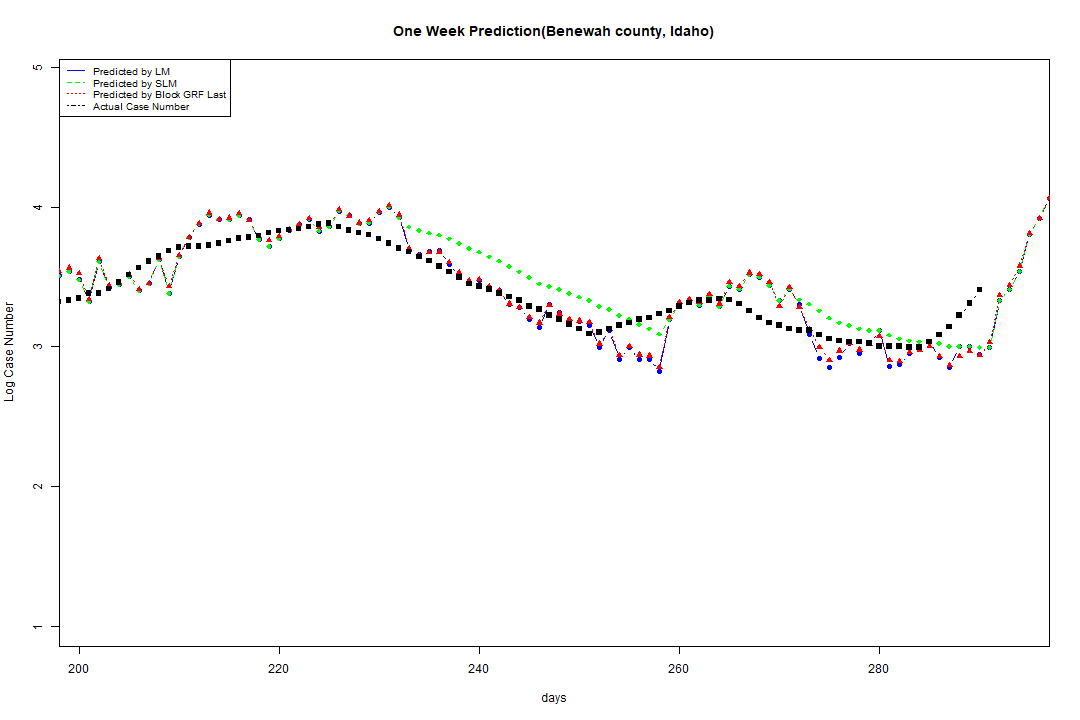 One Week Prediction(Benewah county, Idaho)
Predicted by LM
Predicted by SLM
Predicted by Block GRF Last
Actual Case Number
5
4
3
2
1
Log Case Number
200 220 240 260 280
days